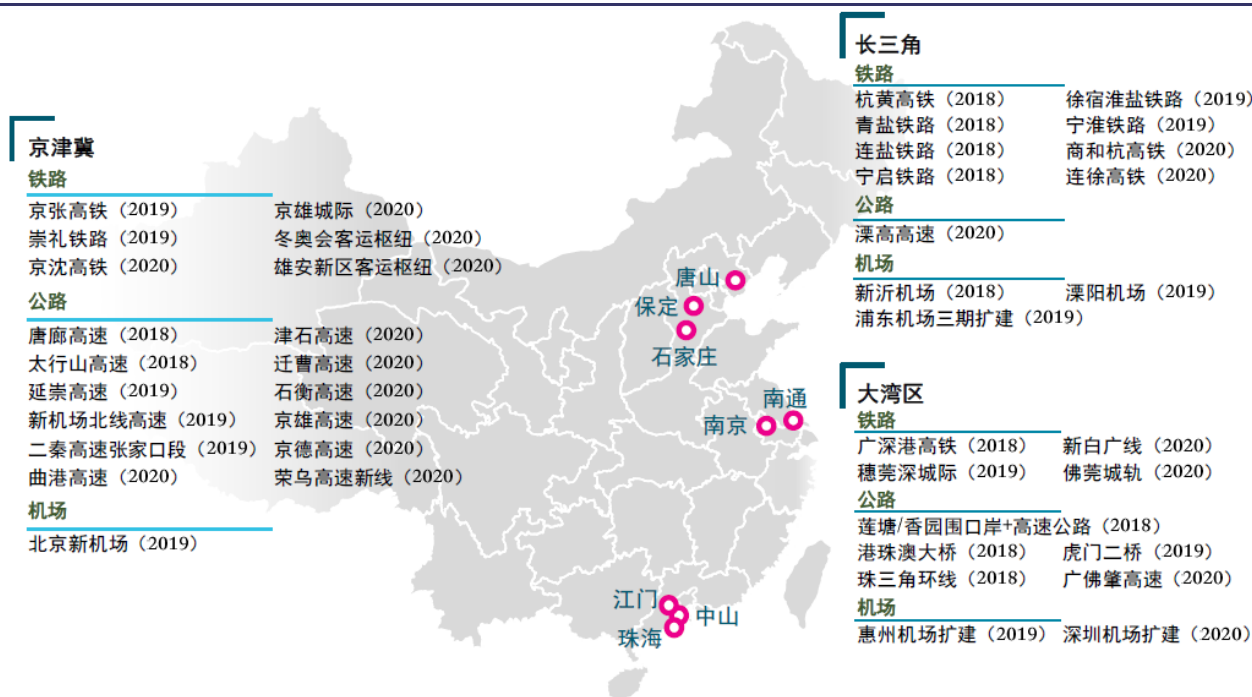 京津冀
铁路
京张高铁（2019） 京雄城际（2020）
崇礼铁路（2019） 冬奥会客运枢纽（2020）
京沈高铁（2020） 雄安新区客运枢纽（2020）
公路
唐廊高速（2018） 津石高速（2020）
太行山高速（2018） 迁曹高速（2020）
延崇高速（2019） 石衡高速（2020）
新机场北线高速（2019） 京雄高速（2020）
二秦高速张家口段（2019） 京德高速（2020）
曲港高速（2020） 荣乌高速新线（2020）
机场
北京新机场（2019）
唐山
保定
石家庄
南通
南京
江门
中山
珠海
长三角
铁路
杭黄高铁（2018） 徐宿淮盐铁路（2019）
青盐铁路（2018） 宁淮铁路（2019）
连盐铁路（2018） 商和杭高铁（2020）
宁启铁路（2018） 连徐高铁（2020）
公路
溧高高速（2020）
机场
新沂机场（2018） 溧阳机场（2019）
浦东机场三期扩建（2019）
大湾区
铁路
广深港高铁（2018） 新白广线（2020）
穗莞深城际（2019） 佛莞城轨（2020）
公路
莲塘/香园围口岸+高速公路（2018）
港珠澳大桥（2018） 虎门二桥（2019）
珠三角环线（2018） 广佛肇高速（2020）
机场
惠州机场扩建（2019） 深圳机场扩建（2020）